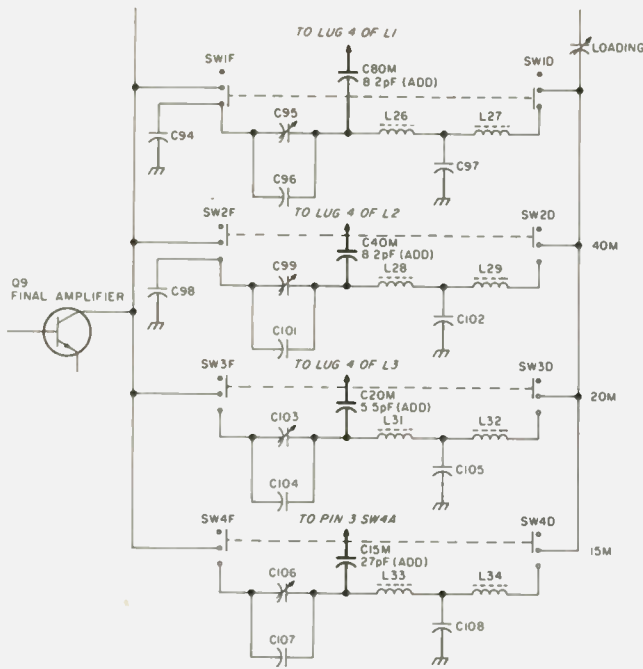 TO LUG 4 OF L1
SW1F
SW1D
LOADING
C80M
8.2pF (ADD)
C95
L26
L27
C94
C96
C97
TO LUG 4 OF L2
SW2F
SW2D
C40M
8.2pF (ADD)
40M
C99
L28
L29
Q9
FINAL AMPLIFIER
C98
C101
C102
TO LUG 4 OF L3
SW3F
SW3D
C20M
5.5pF (ADD)
20M
C103
L31
L32
C104
C105
TO PIN 3 SW4A
SW4F
SW4D
C15M
27pF (ADD)
15M
C106
L33
L34
C107
C108